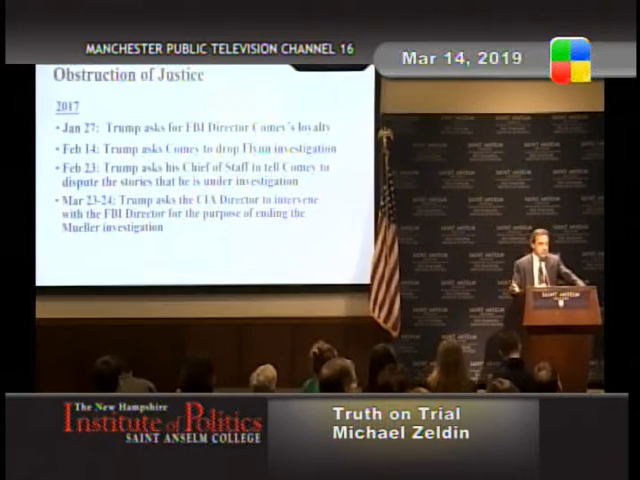 MANCHESTER PUBLIC TELEVISION CHANNEL 16
Mar 14, 2019
Obstruction of Justice
2017
• Jan 27: Trump asks for FBI Director Comey's loyalty
• Feb 14: Trump asks Comey to drop Flynn investigation
• Feb 23: Trump asks his Chief of Staff to tell Comey to
dispute the stories that he is under investigation
• Mar 23-24: Trump asks the CIA Director to intervene
with the FBI Director for the purpose of ending the
Mueller investigation
SAINT ANSELM
The New Hampshire
Institute of Politics
SAINT ANSELM COLLEGE
Truth on Trial
Michael Zeldin